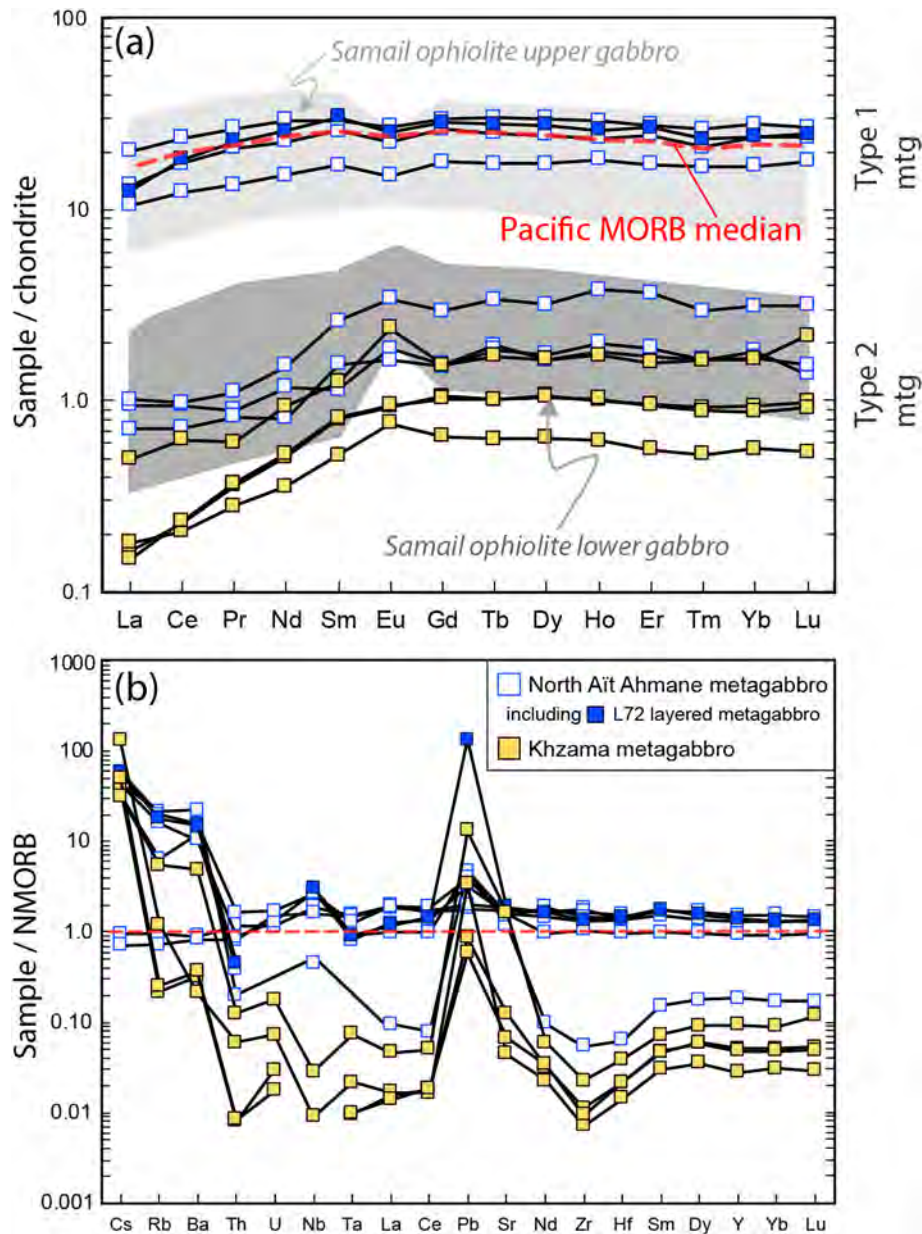 (a)
Samail ophiolite upper gabbro
Pacific MORB median
Samail ophiolite lower gabbro
Sample / chondrite
100
10
1.0
0.1
Type 1
mtg
Type 2
mtg
La Ce Pr Nd Sm Eu Gd Tb Dy Ho Er Tm Yb Lu
(b)
North Aït Ahmane metagabbro
including L72 layered metagabbro
Khzama metagabbro
Sample / NMORB
1000
100
10
1.0
0.10
0.01
0.001
Cs Rb Ba Th U Nb Ta La Ce Pb Sr Nd Zr Hf Sm Dy Y Yb Lu